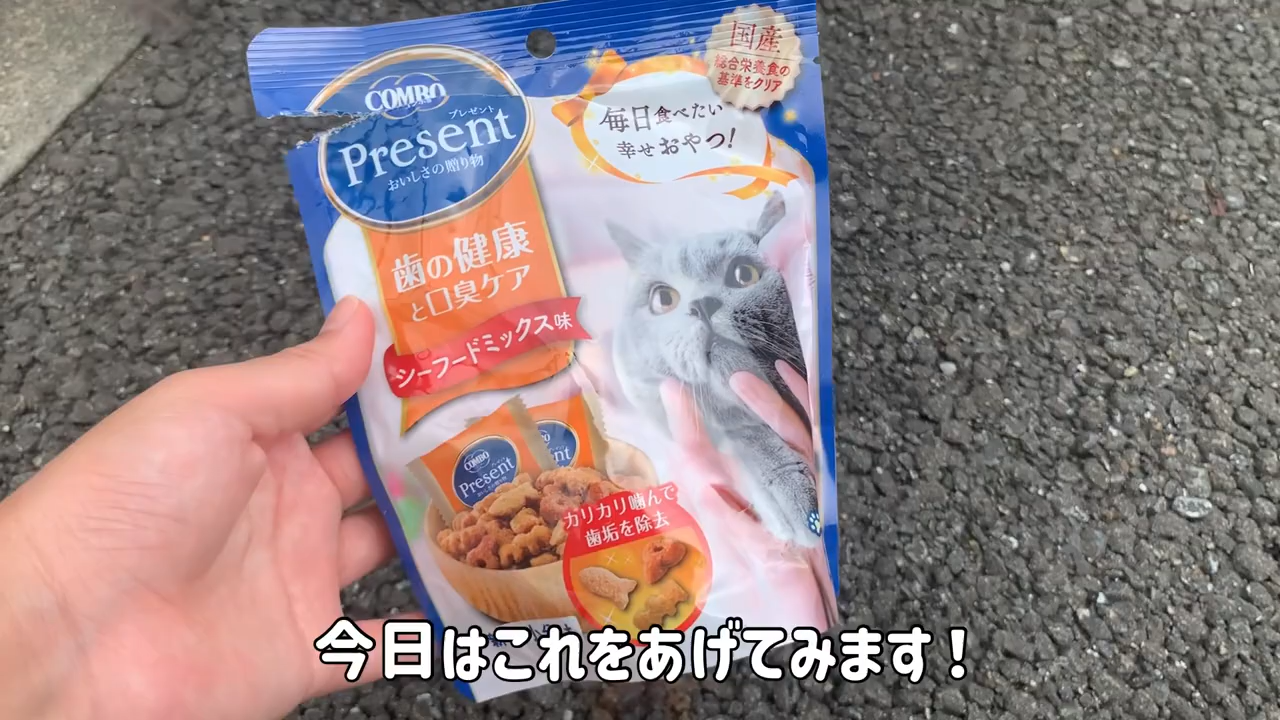 COMBO
プレゼント
Present
おいしさの贈り物
国産
総合栄養食の
基準をクリア
毎日食べたい
幸せおやつ!
歯の健康
と口臭ケア
シーフードミックス味
COMBO
Present
Present
カリカリ噛んで
歯垢を除去
今日はこれをあげてみます!